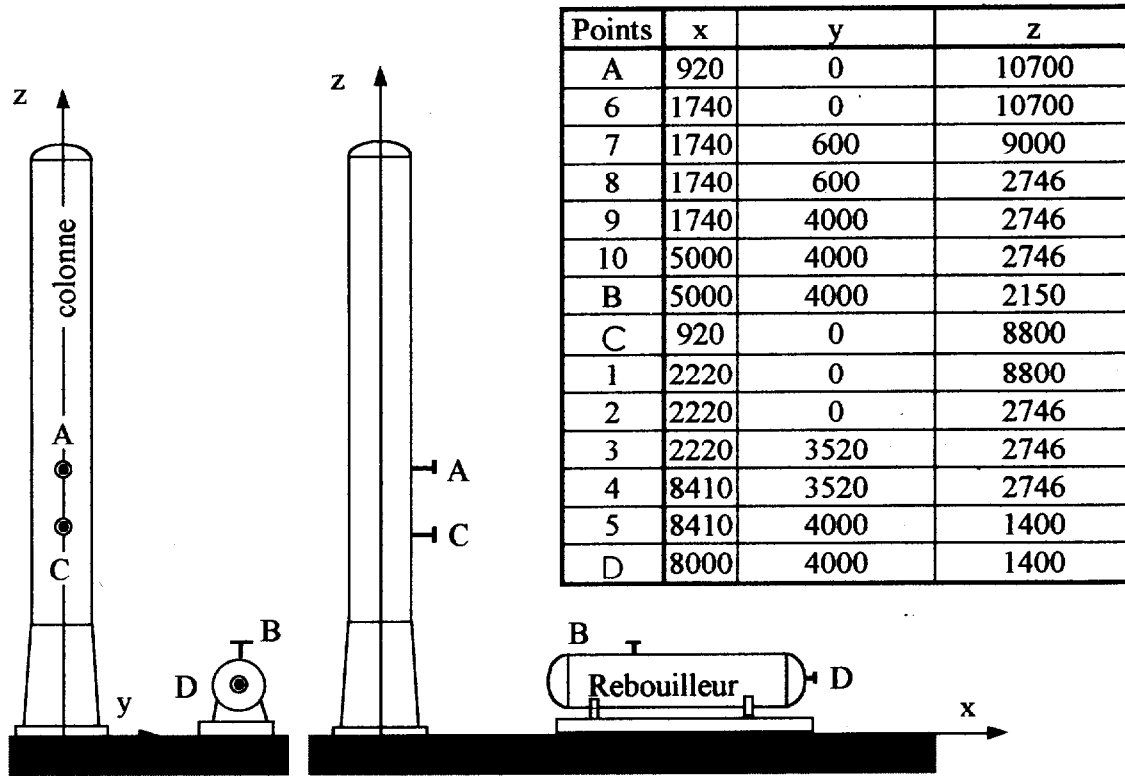 z
z
colonne
A
C
A
C
B
D
y
B
Rebouilleur
D
x
Points x y z
A 920 0 10700
6 1740 0 10700
7 1740 600 9000
8 1740 600 2746
9 1740 4000 2746
10 5000 4000 2746
B 5000 4000 2150
C 920 0 8800
1 2220 0 8800
2 2220 0 2746
3 2220 3520 2746
4 8410 3520 2746
5 8410 4000 1400
D 8000 4000 1400